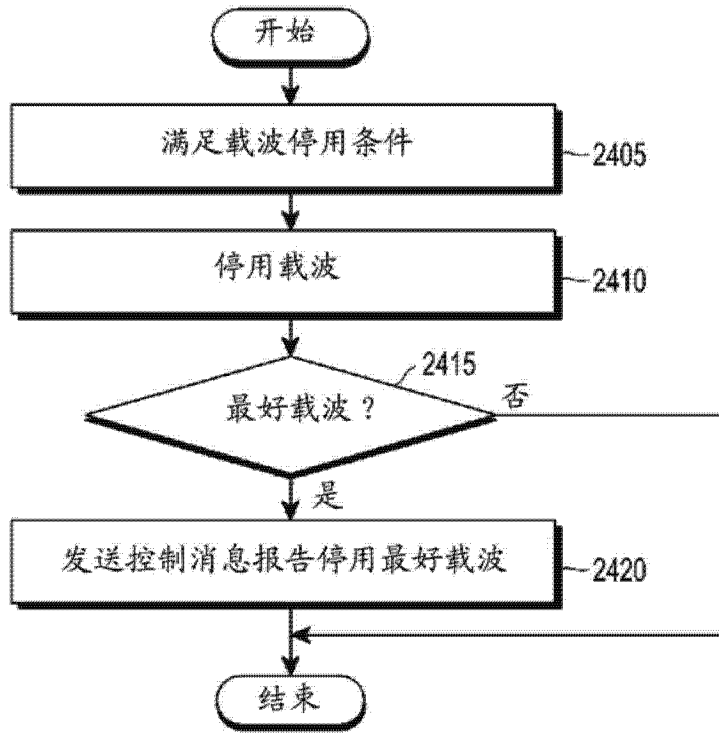 开始
满足载波停用条件
2405
停用载波
2410
2415
最好载波？
否
是
发送控制消息报告停用最好载波
2420
结束